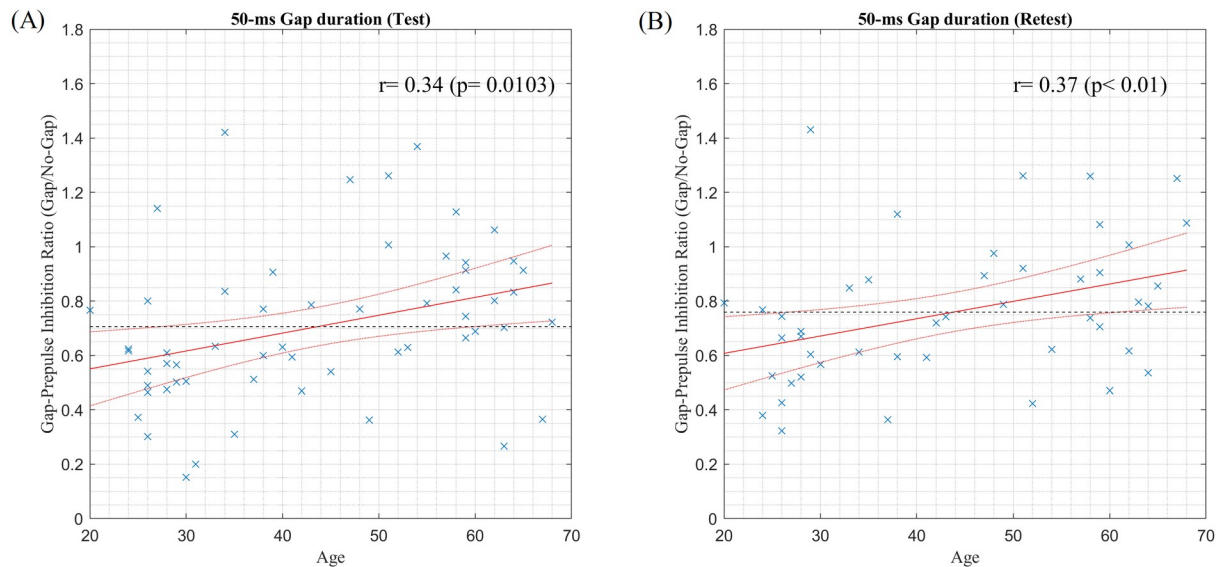 (A)
50-ms Gap duration (Test)
r= 0.34 (p= 0.0103)
Gap-Prepulse Inhibition Ratio (Gap/No-Gap)
1.8
1.6
1.4
1.2
1
0.8
0.6
0.4
0.2
0
20 30 40 50 60 70
Age
(B)
50-ms Gap duration (Retest)
r= 0.37 (p< 0.01)
Gap-Prepulse Inhibition Ratio (Gap/No-Gap)
1.8
1.6
1.4
1.2
1
0.8
0.6
0.4
0.2
0
20 30 40 50 60 70
Age